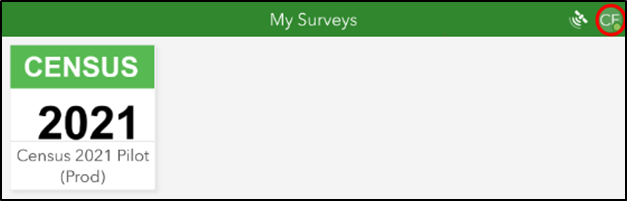 My Surveys
CF
CENSUS
2021
Census 2021 Pilot
(Prod)